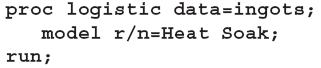 proc logistic data=ingots;
   model r/n=Heat Soak;
run;